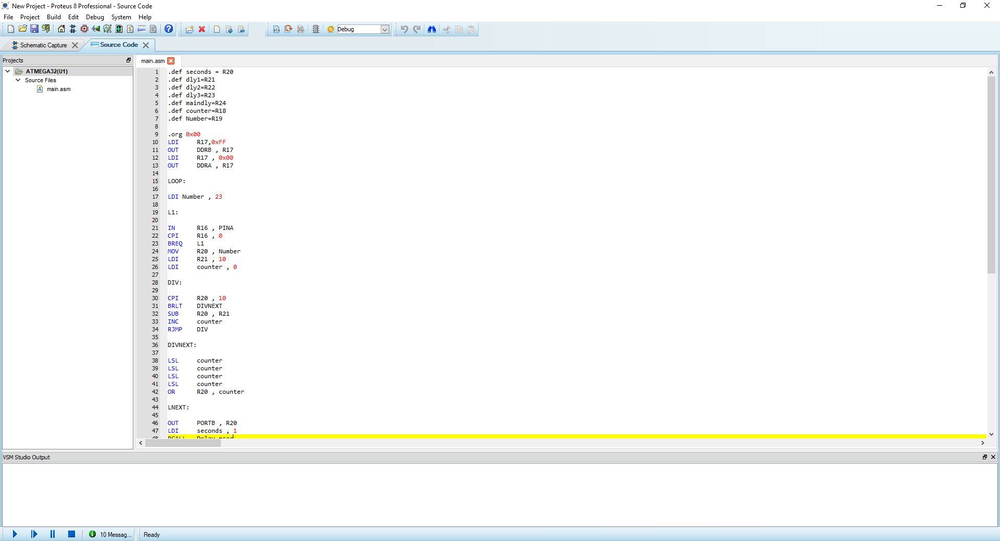 New Project - Proteus 8 Professional - Source Code
File Project Build Edit Debug System Help
Debug
Schematic Capture Source Code
Projects
ATMEGA32(U1)
Source Files
main.asm
main.asm
1 .def seconds = R20
2 .def dly1=R21
3 .def dly2=R22
4 .def dly3=R23
5 .def maindly=R24
6 .def counter=R18
7 .def Number=R19
8
9 .org 0x00
10 LDI R17,0xFF
11 OUT DDRB , R17
12 LDI R17 , 0x00
13 OUT DDRA , R17
14
15 LOOP:
16
17 LDI Number , 23
18
19 L1:
20
21 IN R16 , PINA
22 CPI R16 , 0
23 BREQ L1
24 MOV R20 , Number
25 LDI R21 , 10
26 LDI counter , 0
27
28 DIV:
29
30 CPI R20 , 10
31 BRLT DIVNEXT
32 SUB R20 , R21
33 INC counter
34 RJMP DIV
35
36 DIVNEXT:
37
38 LSL counter
39 LSL counter
40 LSL counter
41 LSL counter
42 OR R20 , counter
43
44 LNEXT:
45
46 OUT PORTB , R20
47 LDI seconds , 1
48 RCALL
VSM Studio Output
10 Messag... Ready